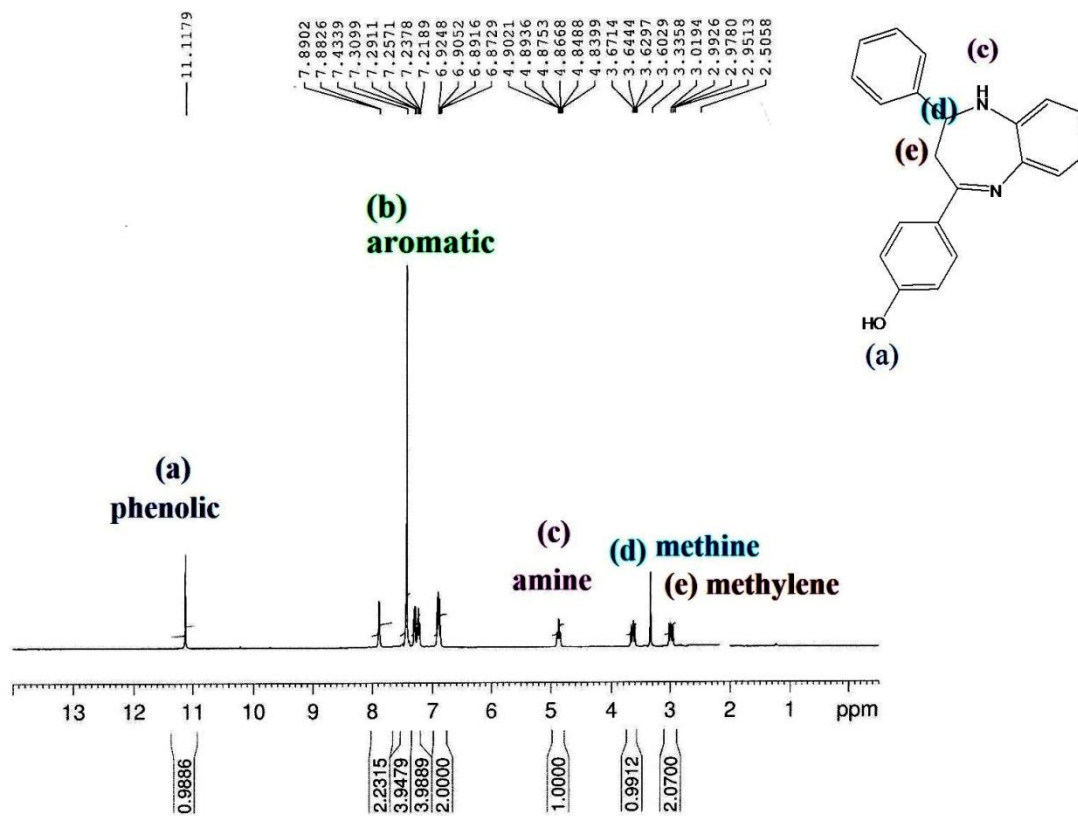 11.1179
7.8902
7.8826
7.4339
7.3099
7.2911
7.2571
7.2378
7.2189
6.9248
6.9052
6.8916
6.8729
4.9021
4.8936
4.8753
4.8668
4.8488
4.8399
3.6714
3.6444
3.6297
3.6029
3.3358
3.0194
2.9926
2.9780
2.9513
2.5058
(c)
NH
(d)
(e)
N
HO
(a)
(b)
aromatic
(a)
phenolic
(c)
amine
(d) methine
(e) methylene
13 12 11 10 9 8 7 6 5 4 3 2 1 ppm
0.9886
2.2315
3.9479
3.9889
2.0000
1.0000
0.9912
2.0700